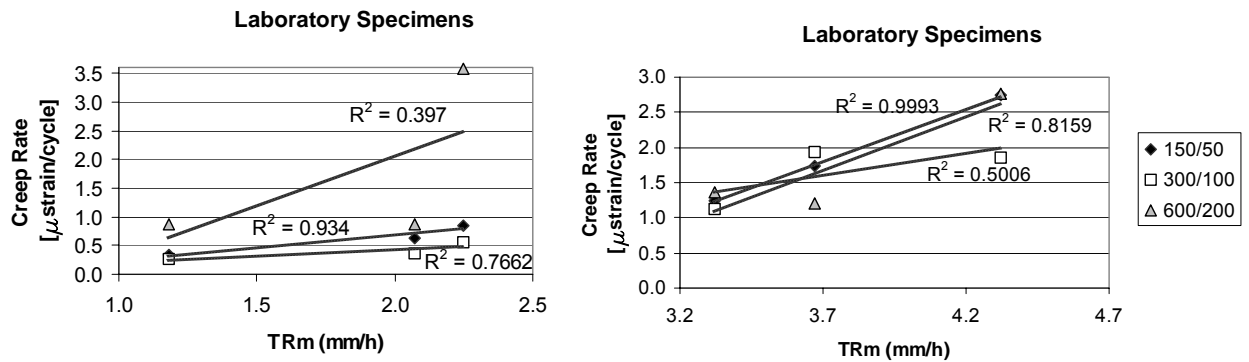 Laboratory Specimens
Creep Rate
[μstrain/cycle]
3.5
3.0
2.5
2.0
1.5
1.0
0.5
0.0
R² = 0.397
R² = 0.934
R² = 0.7662
1.0
1.5
2.0
2.5
TRm (mm/h)
Laboratory Specimens
Creep Rate
[μstrain/cycle]
3.0
2.5
2.0
1.5
1.0
0.5
0.0
R² = 0.9993
R² = 0.8159
R² = 0.5006
3.2
3.7
4.2
4.7
TRm (mm/h)
150/50
300/100
600/200